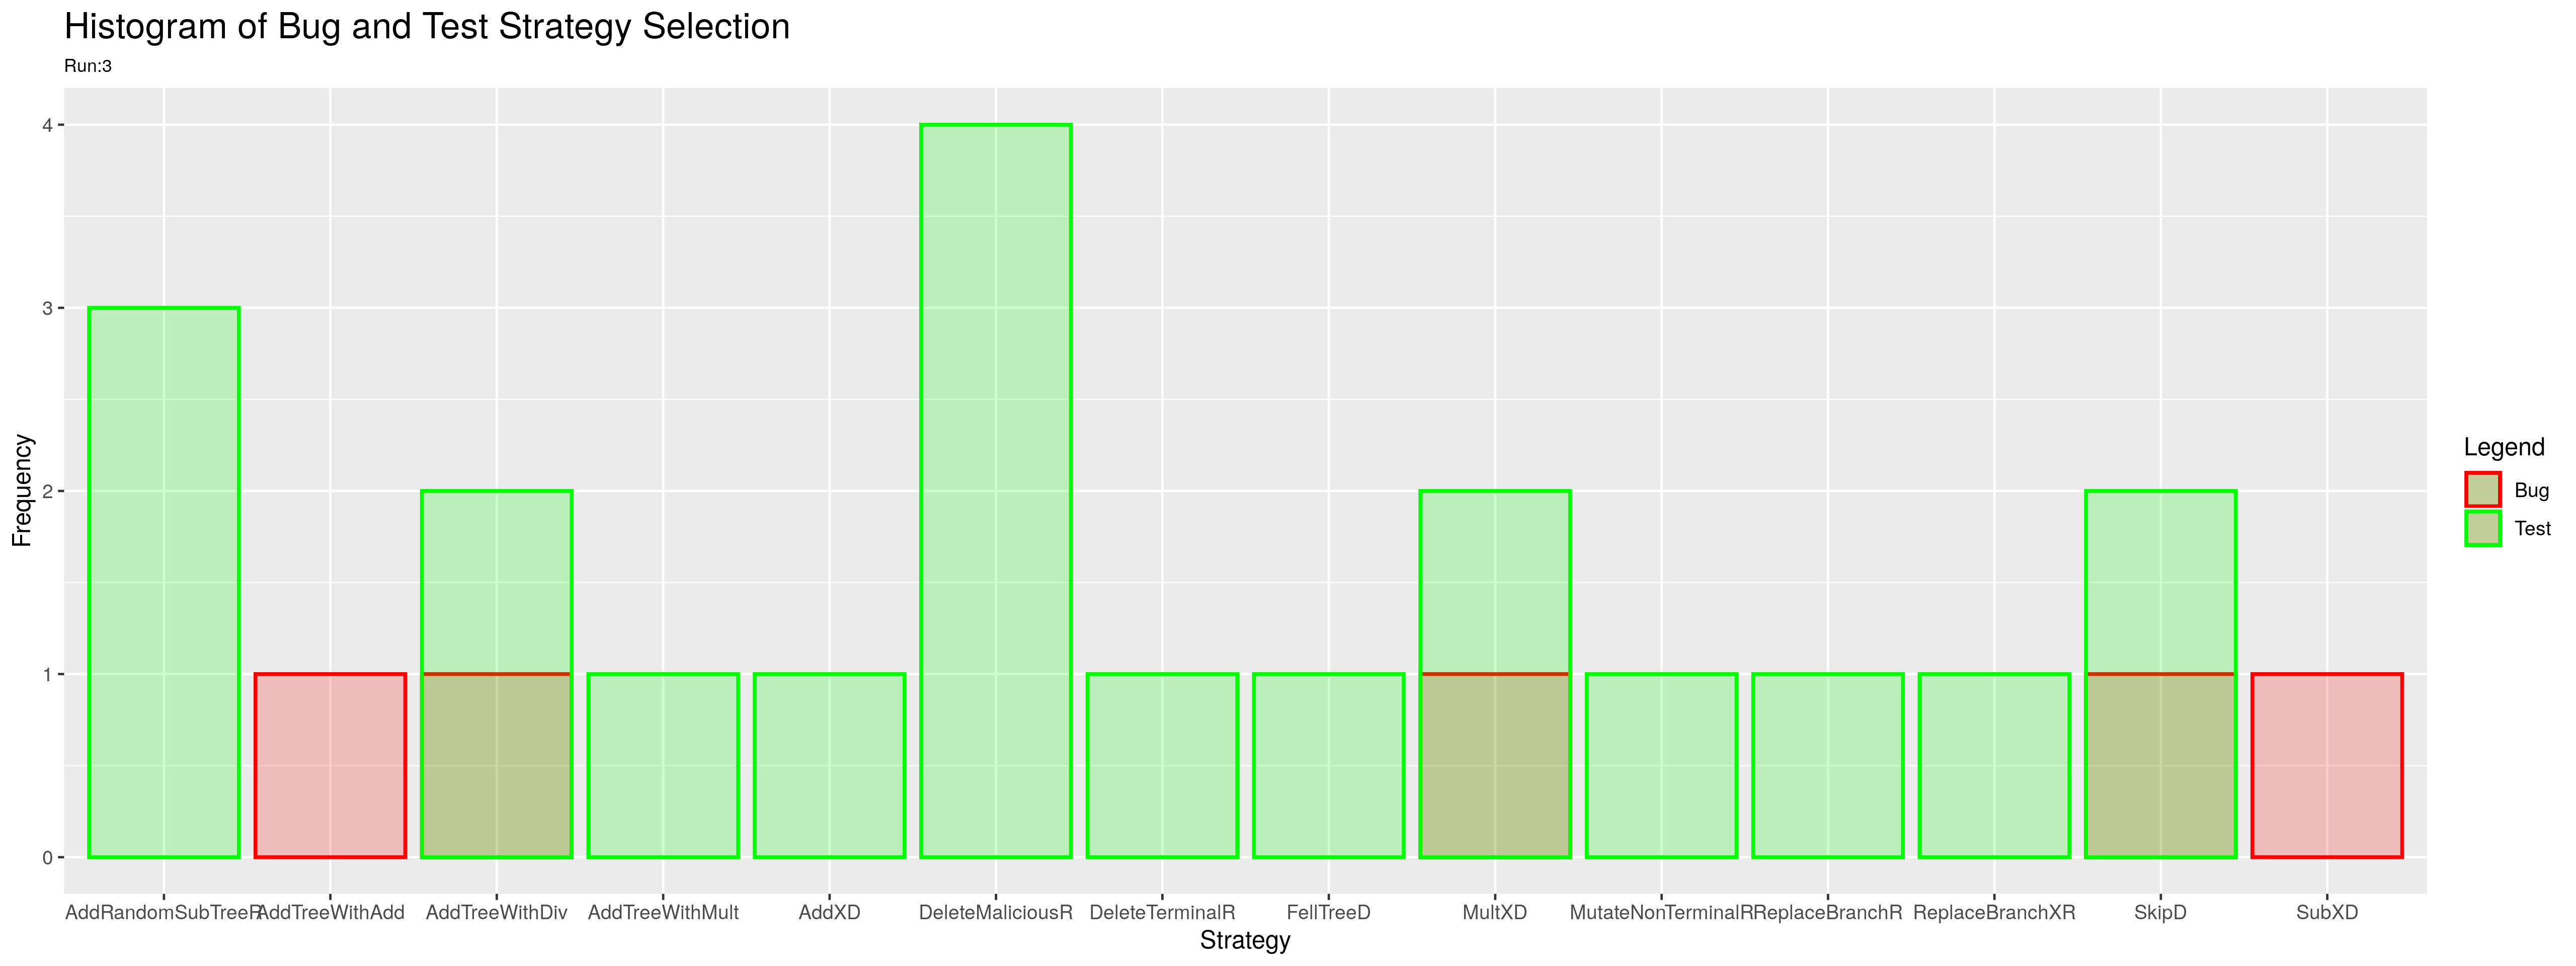 Histogram of Bug and Test Strategy Selection
Run:3
4
3
2
1
0
Frequency
AddRandomSubTreeR AddTreeWithAdd AddTreeWithDiv AddTreeWithMult AddXD DeleteMaliciousR DeleteTerminalR FellTreeD MultXD MutateNonTerminalR ReplaceBranchR ReplaceBranchXR SkipD SubXD
Strategy
Legend
Bug
Test